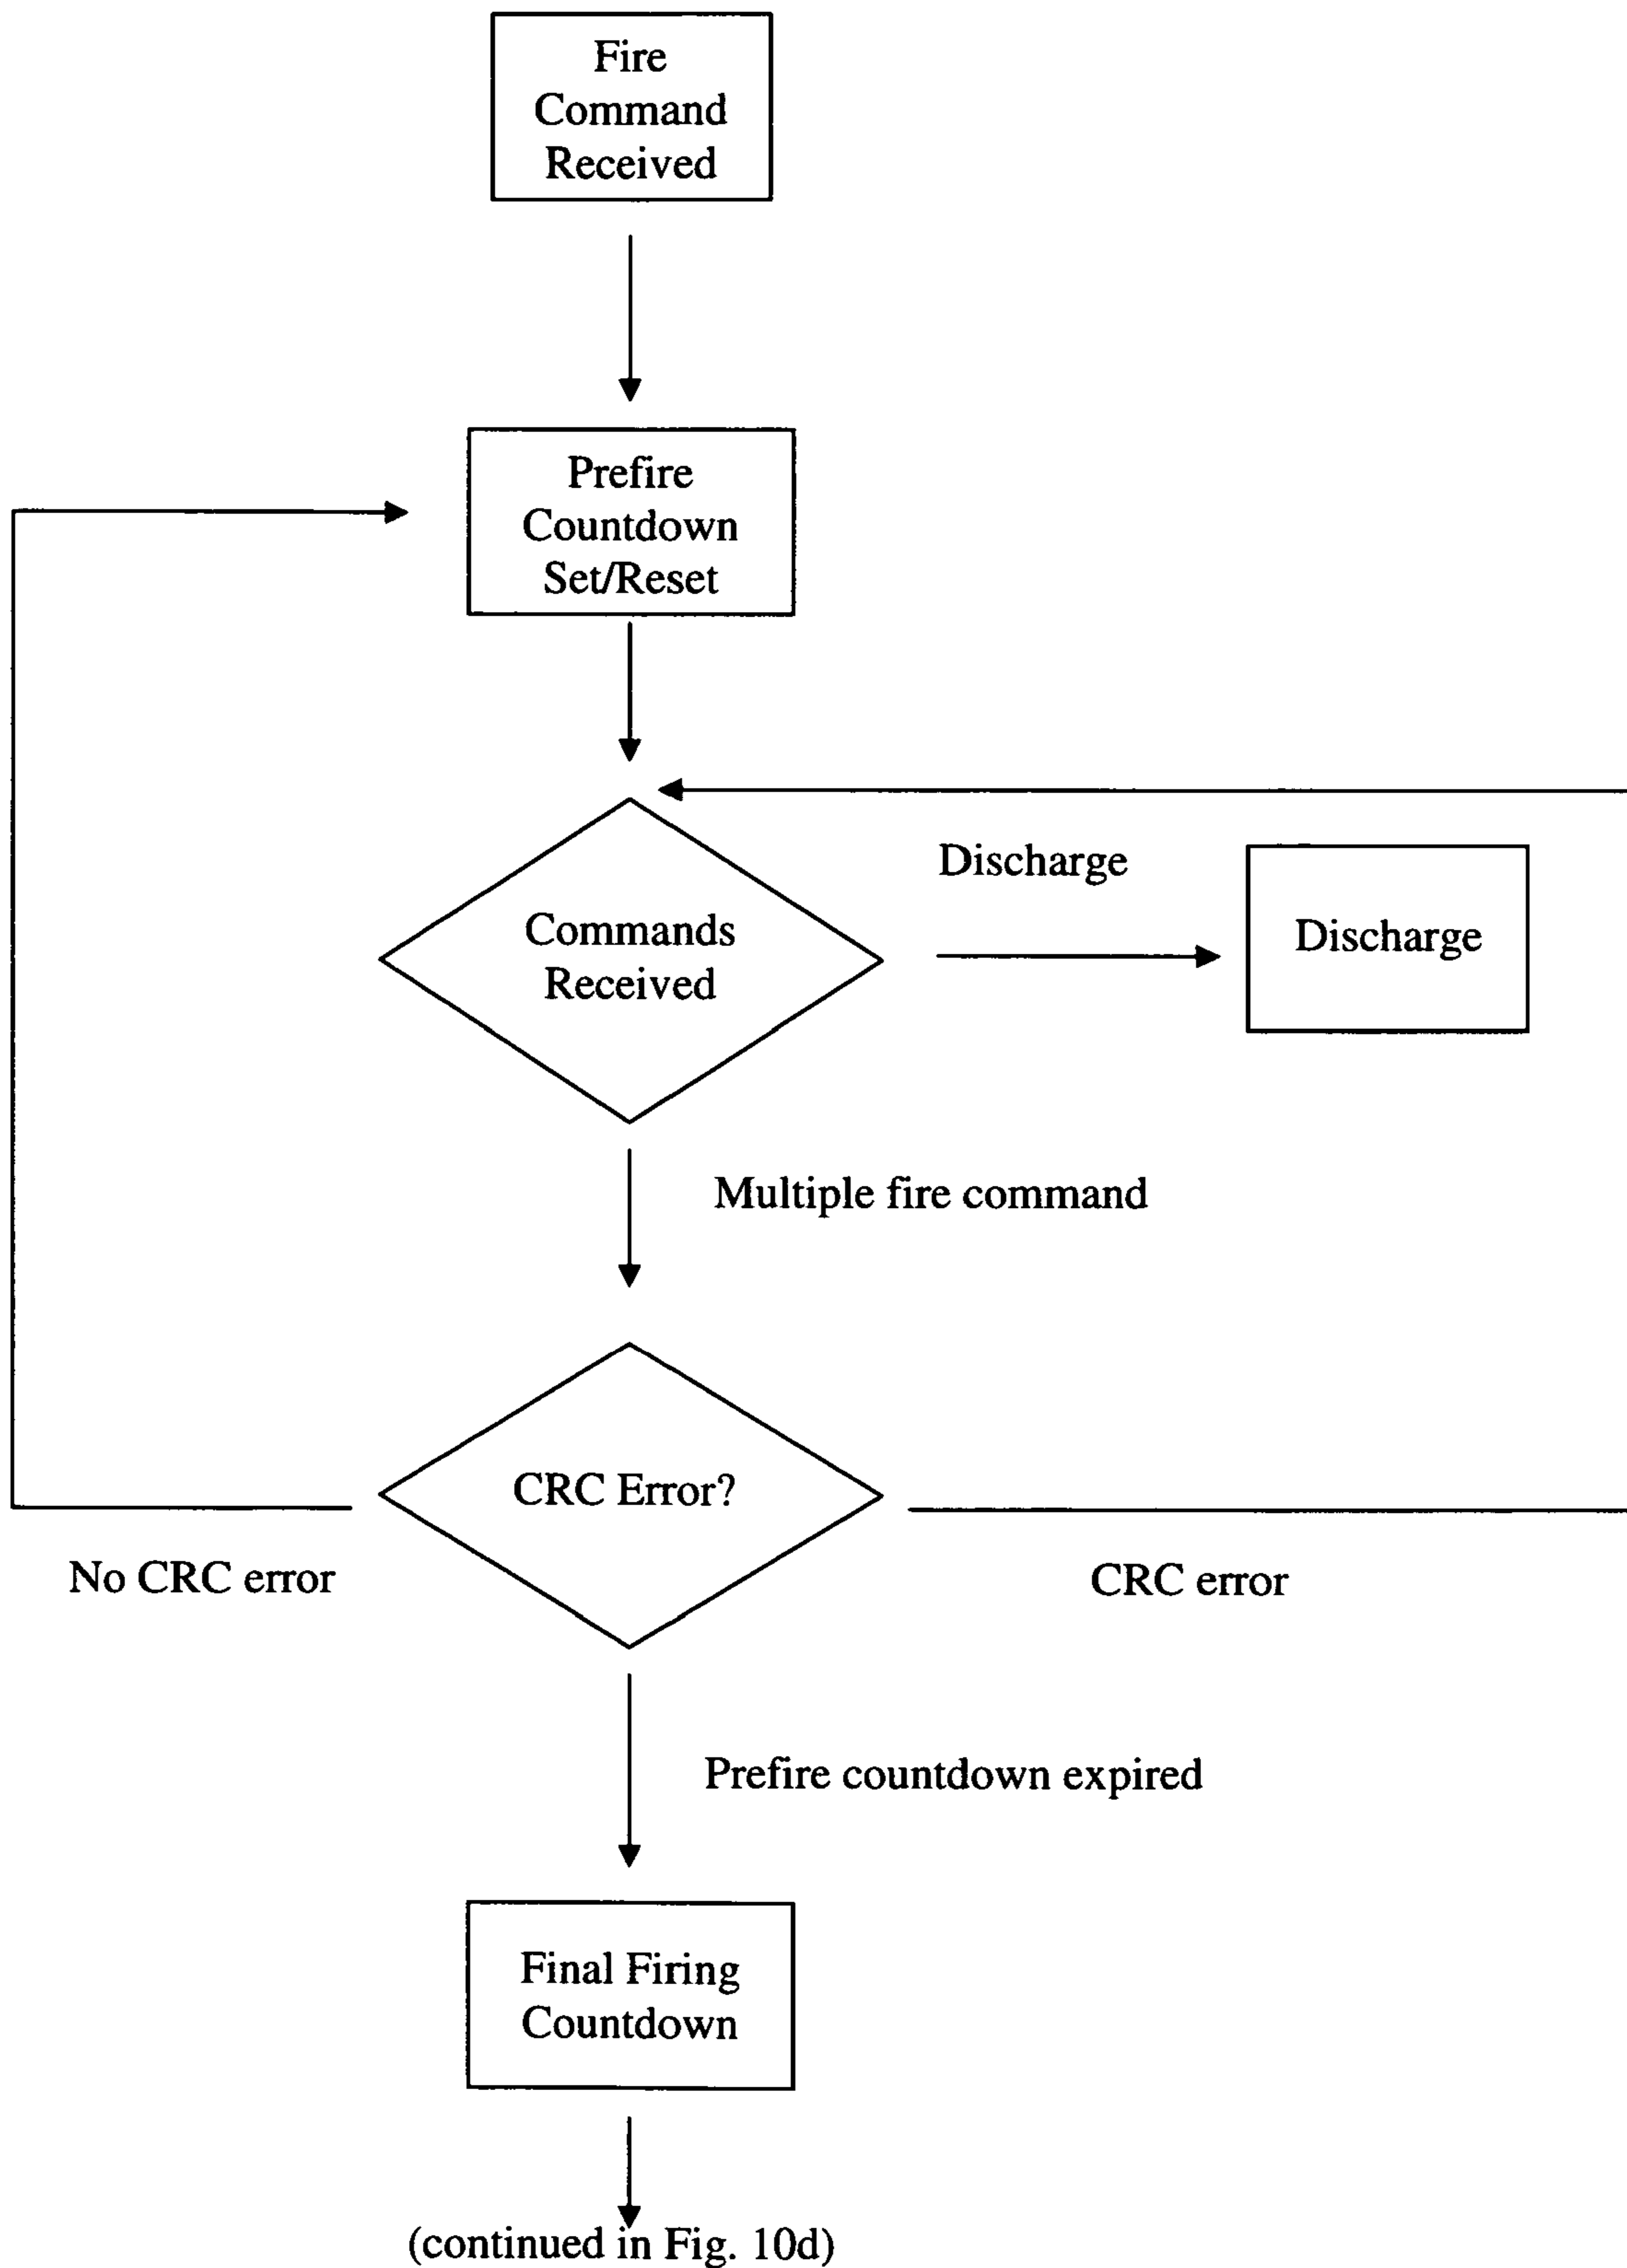 Fire
Command
Received
Prefire
Countdown
Set/Reset
Discharge
Commands
Received
Discharge
Multiple fire command
CRC Error?
No CRC error
CRC error
Prefire countdown expired
Final Firing
Countdown
(continued in Fig. 10d)